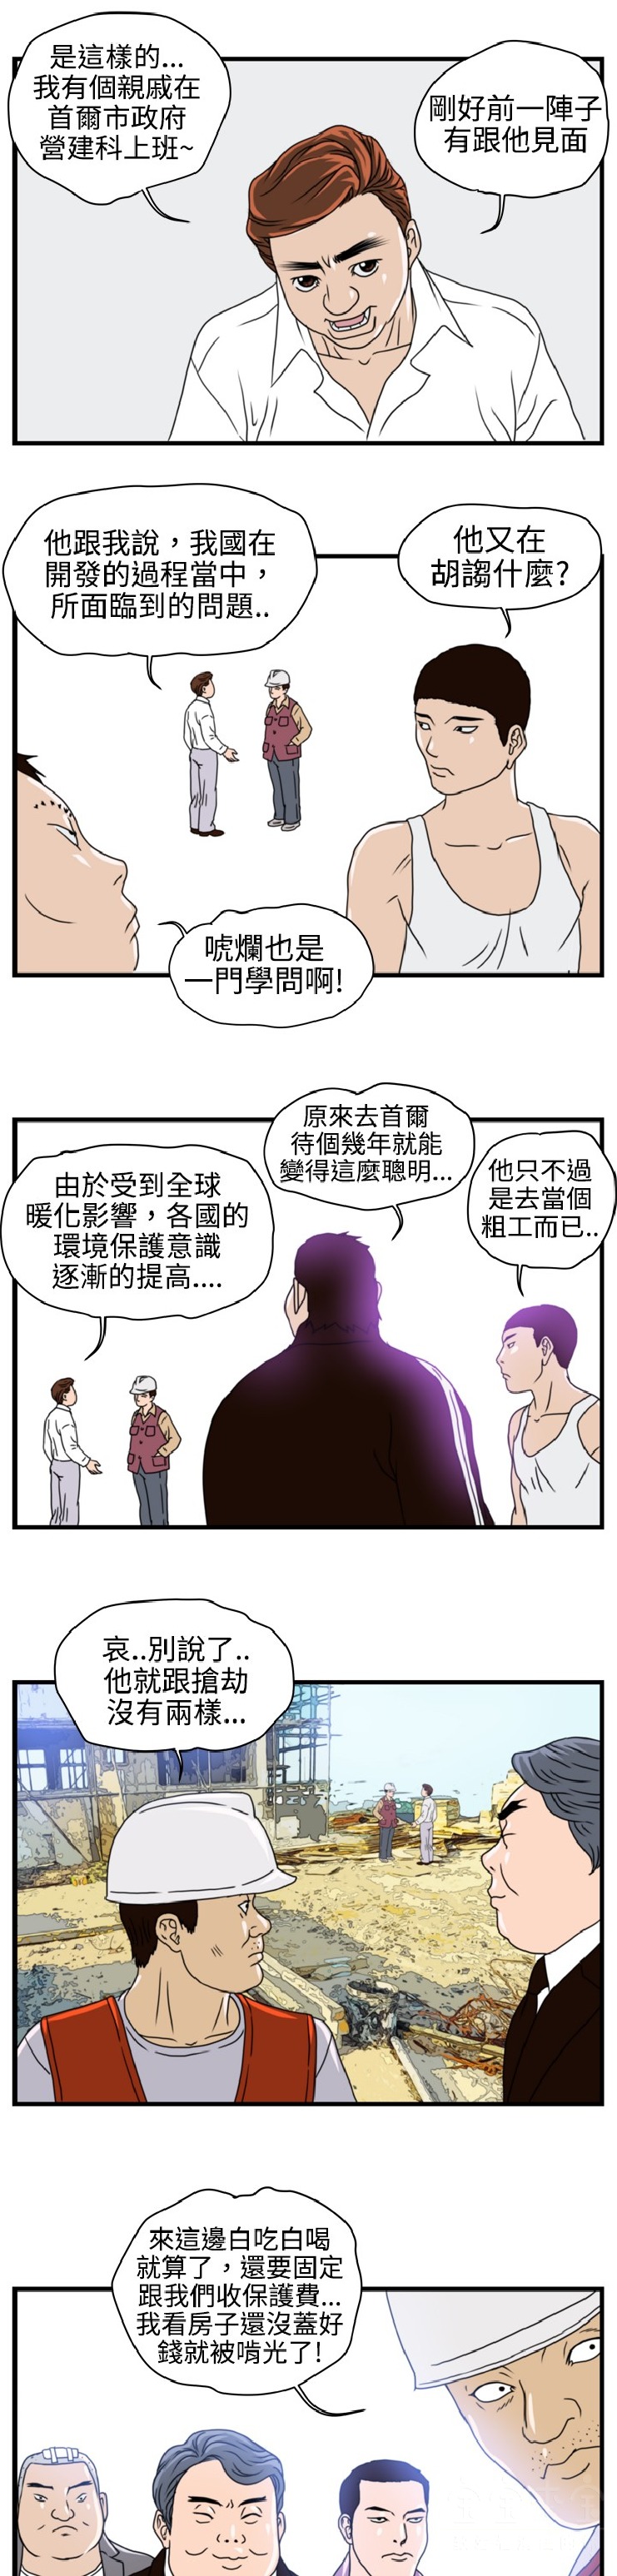 是這樣的...
我有個親戚在
首爾市政府
營建科上班~
剛好前一陣子
有跟他見面
他跟我說，我國在
開發的過程當中，
所面臨到的問題..
他又在
胡謅什麼?
唬爛也是
一門學問啊!
由於受到全球
暖化影響，各國的
環境保護意識
逐漸的提高....
原來去首爾
待個幾年就能
變得這麼聰明...
他只不過
是去當個
粗工而已..
哀..別說了..
他就跟搶劫
沒有兩樣...
來這邊白吃白喝
就算了，還要固定
跟我們收保護費...
我看房子還沒蓋好
錢就被啃光了!